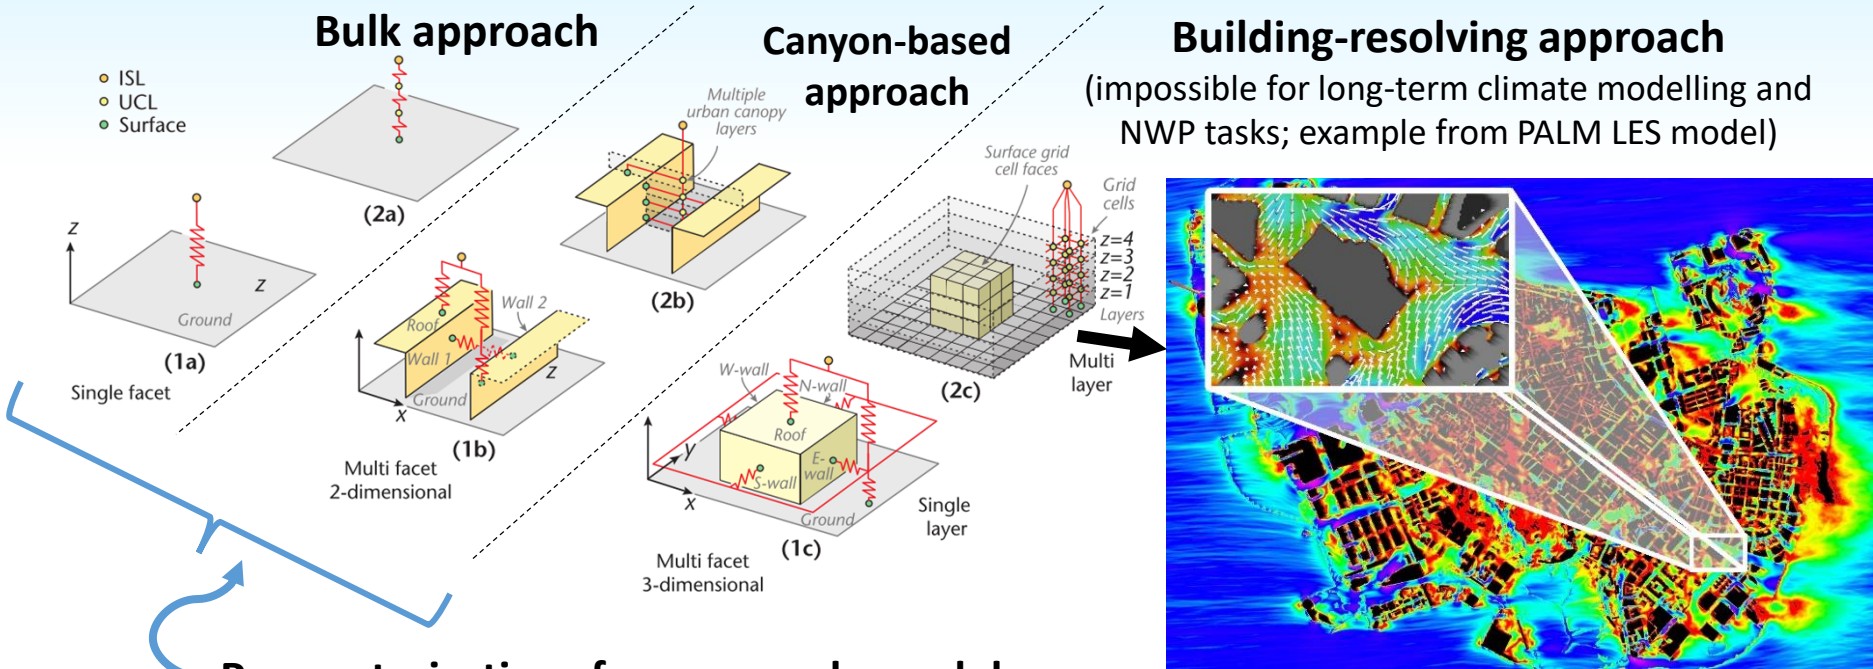 Bulk approach
ISL
UCL
Surface
(2a)
z
z
Ground
(1a)
Single facet
Canyon-based
approach
Multiple
urban canopy
layers
(2b)
Roof
Wall 1
Wall 2
Ground
z
x
(1b)
Multi facet
2-dimensional
Surface grid
cell faces
Grid
cells
z=4
z=3
z=2
z=1
Layers
(2c)
Multi
layer
W-wall
N-wall
Roof
E-
wall
S-wall
y
x
Ground
(1c)
Single
layer
Multi facet
3-dimensional
Building-resolving approach
(impossible for long-term climate modelling and
NWP tasks; example from PALM LES model)